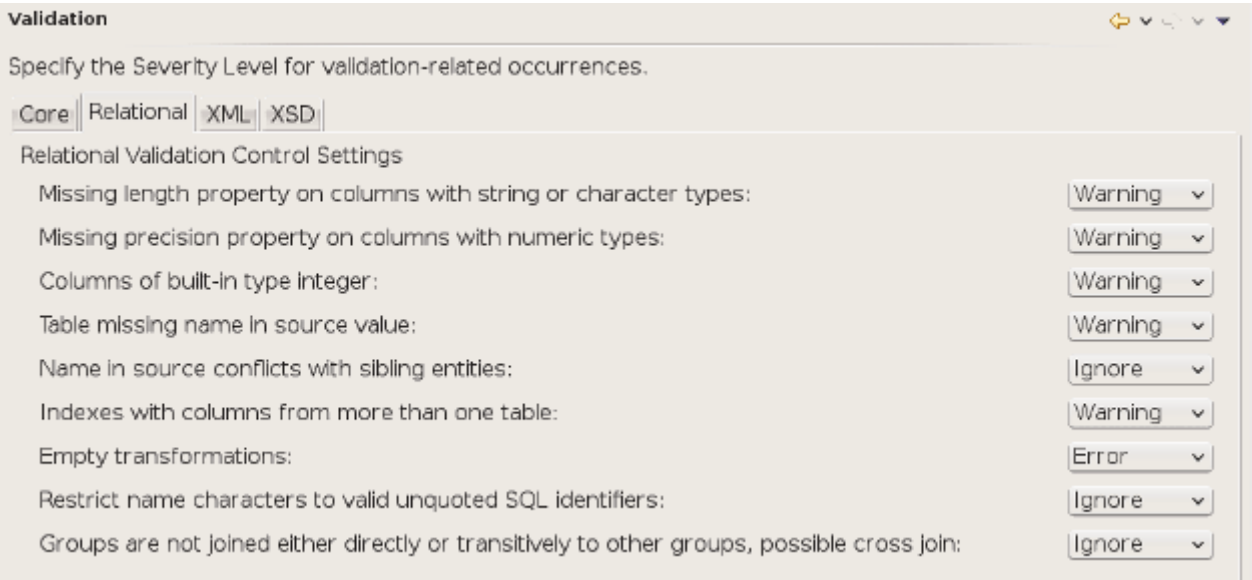 Validation
Specify the Severity Level for validation-related occurrences.
Core Relational XML XSD
Relational Validation Control Settings
Missing length property on columns with string or character types: Warning
Missing precision property on columns with numeric types: Warning
Columns of built-in type integer: Warning
Table missing name in source value: Warning
Name in source conflicts with sibling entities: Ignore
Indexes with columns from more than one table: Warning
Empty transformations: Error
Restrict name characters to valid unquoted SQL identifiers: Ignore
Groups are not joined either directly or transitively to other groups, possible cross join: Ignore